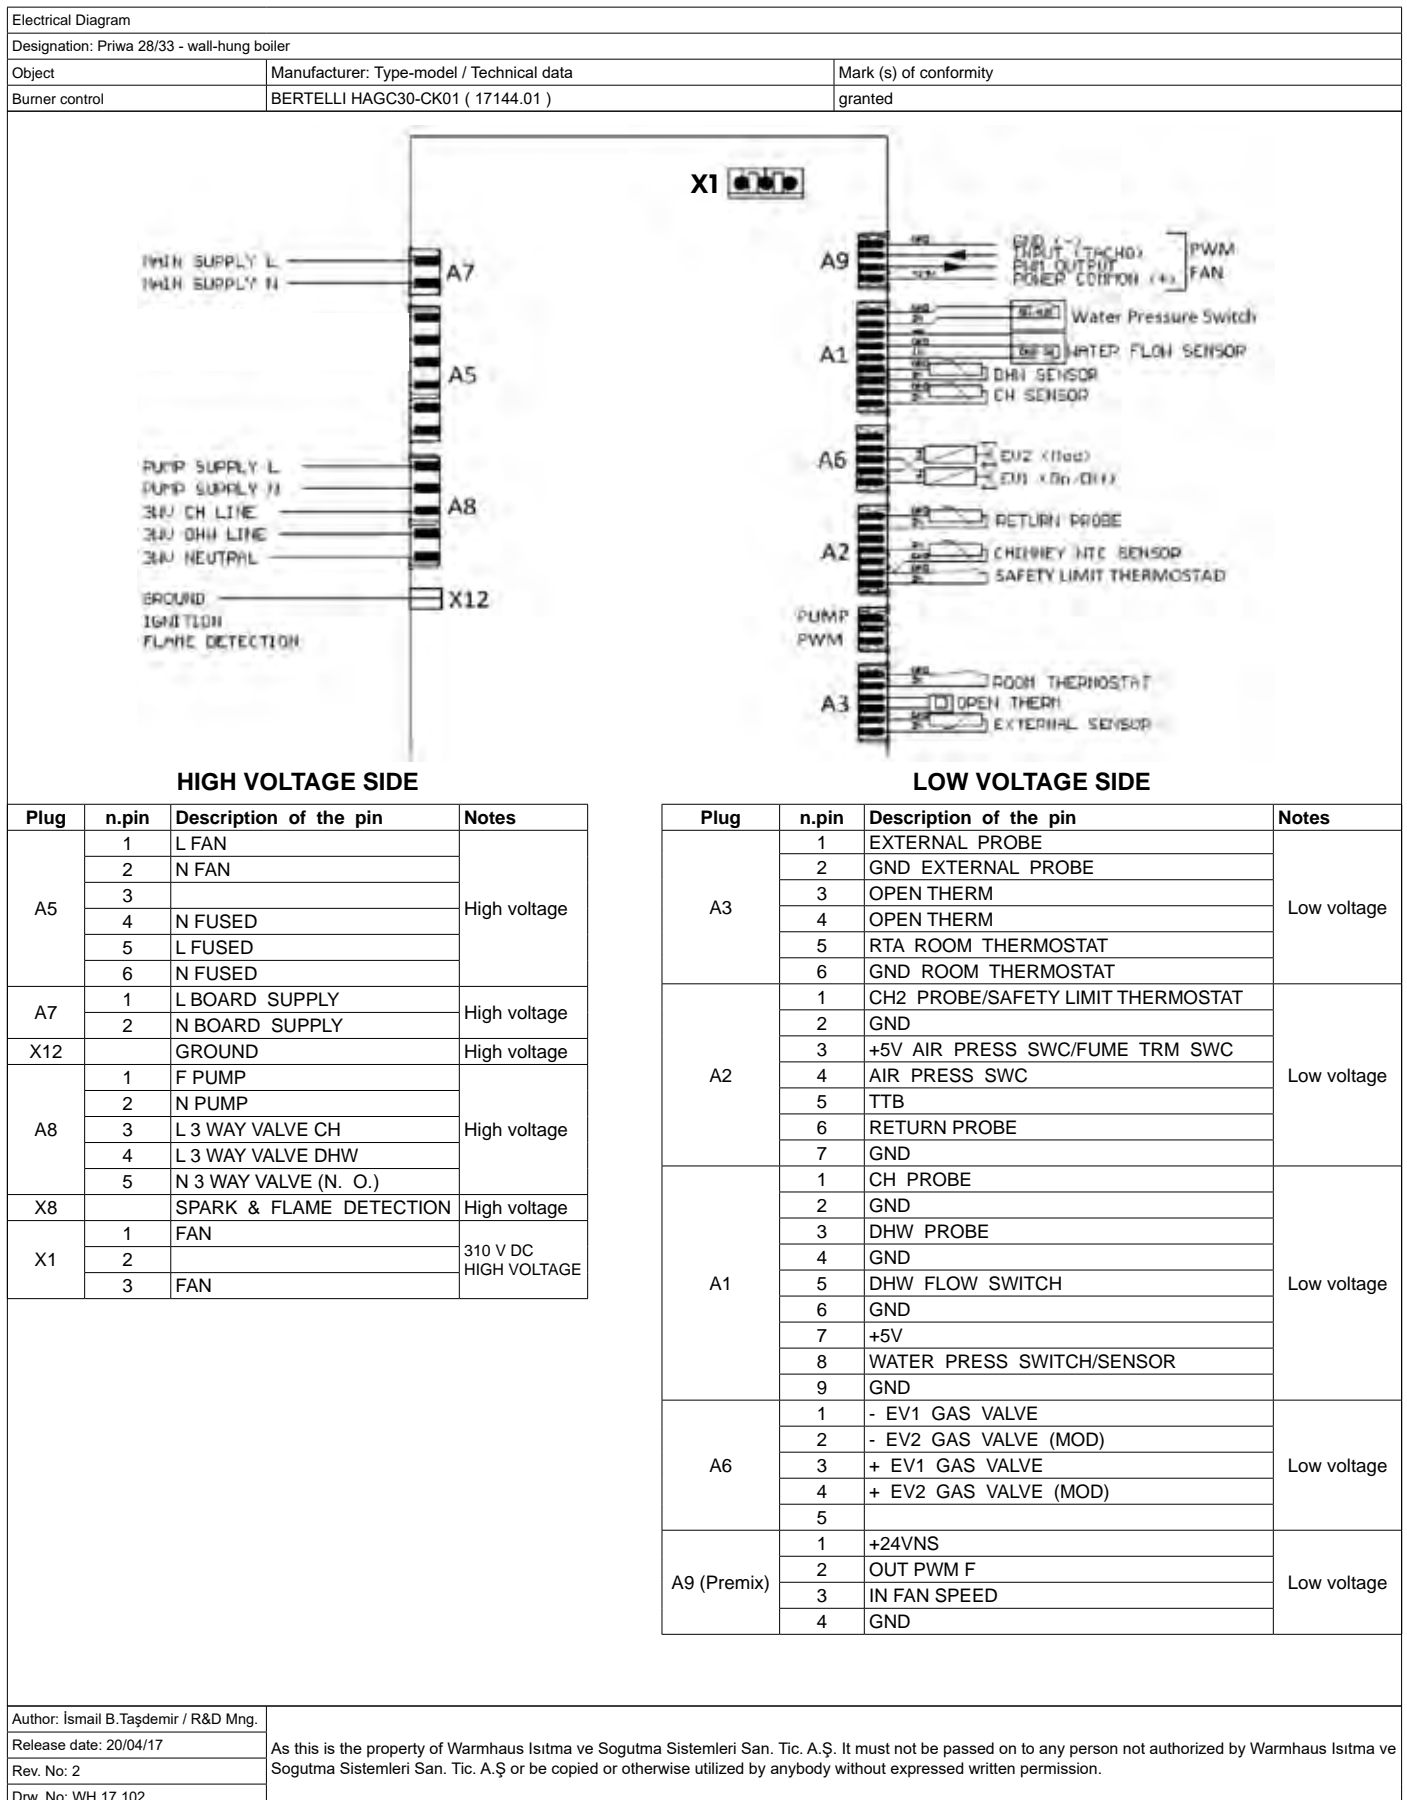 Electrical Diagram
Designation: Priwa 28/33 - wall-hung boiler
Object Manufacturer: Type-model / Technical data Mark (s) of conformity
Burner control BERTELLI HAGC30-CK01 ( 17144.01 ) granted
X1
MAIN SUPPLY L
MAIN SUPPLY N
A7
A5
PUMP SUPPLY L
PUMP SUPPLY N
3WV CH LINE
3WV DHW LINE
3WV NEUTRAL
A8
GROUND
X12
IGNITION
FLAME DETECTION
A9
GND (-)
INPUT (TACHO)
PWM OUTPUT
POWER COMMON (+)
PWM
FAN
A1
Water Pressure Switch
WATER FLOW SENSOR
DHW SENSOR
CH SENSOR
A6
EV2 (Mod)
EV1 (On/Off)
A2
RETURN PROBE
CHIMNEY NTC SENSOR
SAFETY LIMIT THERMOSTAD
PUMP
PWM
A3
ROOM THERMOSTAT
OPEN THERM
EXTERNAL SENSOR
HIGH VOLTAGE SIDE
Plug n.pin Description of the pin Notes
A5 High voltage
1 L FAN
2 N FAN
3
4 N FUSED
5 L FUSED
6 N FUSED
A7 High voltage
1 L BOARD SUPPLY
2 N BOARD SUPPLY
X12 GROUND High voltage
A8 High voltage
1 F PUMP
2 N PUMP
3 L 3 WAY VALVE CH
4 L 3 WAY VALVE DHW
5 N 3 WAY VALVE (N. O.)
X8 SPARK & FLAME DETECTION High voltage
X1
1 FAN
2
3 FAN
310 V DC
HIGH VOLTAGE
LOW VOLTAGE SIDE
Plug n.pin Description of the pin Notes
A3 Low voltage
1 EXTERNAL PROBE
2 GND EXTERNAL PROBE
3 OPEN THERM
4 OPEN THERM
5 RTA ROOM THERMOSTAT
6 GND ROOM THERMOSTAT
A2 Low voltage
1 CH2 PROBE/SAFETY LIMIT THERMOSTAT
2 GND
3 +5V AIR PRESS SWC/FUME TRM SWC
4 AIR PRESS SWC
5 TTB
6 RETURN PROBE
7 GND
A1 Low voltage
1 CH PROBE
2 GND
3 DHW PROBE
4 GND
5 DHW FLOW SWITCH
6 GND
7 +5V
8 WATER PRESS SWITCH/SENSOR
9 GND
A6 Low voltage
1 - EV1 GAS VALVE
2 - EV2 GAS VALVE (MOD)
3 + EV1 GAS VALVE
4 + EV2 GAS VALVE (MOD)
5
A9 (Premix) Low voltage
1 +24VNS
2 OUT PWM F
3 IN FAN SPEED
4 GND
Author: İsmail B.Taşdemir / R&D Mng.
Release date: 20/04/17
Rev. No: 2
Drw. No: WH 17 102
As this is the property of Warmhaus Isıtma ve Sogutma Sistemleri San. Tic. A.Ş. It must not be passed on to any person not authorized by Warmhaus Isıtma ve
Sogutma Sistemleri San. Tic. A.Ş or be copied or otherwise utilized by anybody without expressed written permission.